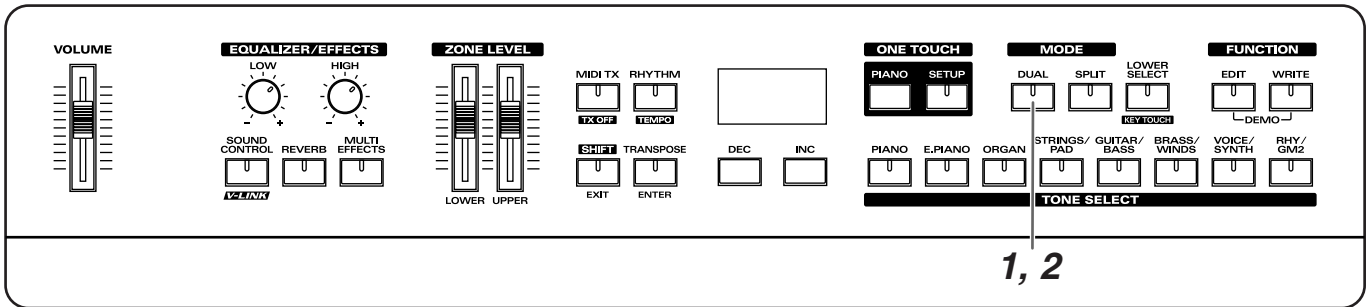 VOLUME
EQUALIZER/EFFECTS
LOW
HIGH
- +
- +
SOUND
CONTROL
REVERB
MULTI
EFFECTS
V-LINK
ZONE LEVEL
LOWER
UPPER
MIDI TX
RHYTHM
TX OFF
TEMPO
SHIFT
TRANSPOSE
EXIT
ENTER
DEC
INC
ONE TOUCH
PIANO
SETUP
MODE
DUAL
SPLIT
LOWER
SELECT
KEY TOUCH
FUNCTION
EDIT
WRITE
DEMO
PIANO
E.PIANO
ORGAN
STRINGS/
PAD
GUITAR/
BASS
BRASS/
WINDS
VOICE/
SYNTH
RHY/
GM2
TONE SELECT
1, 2